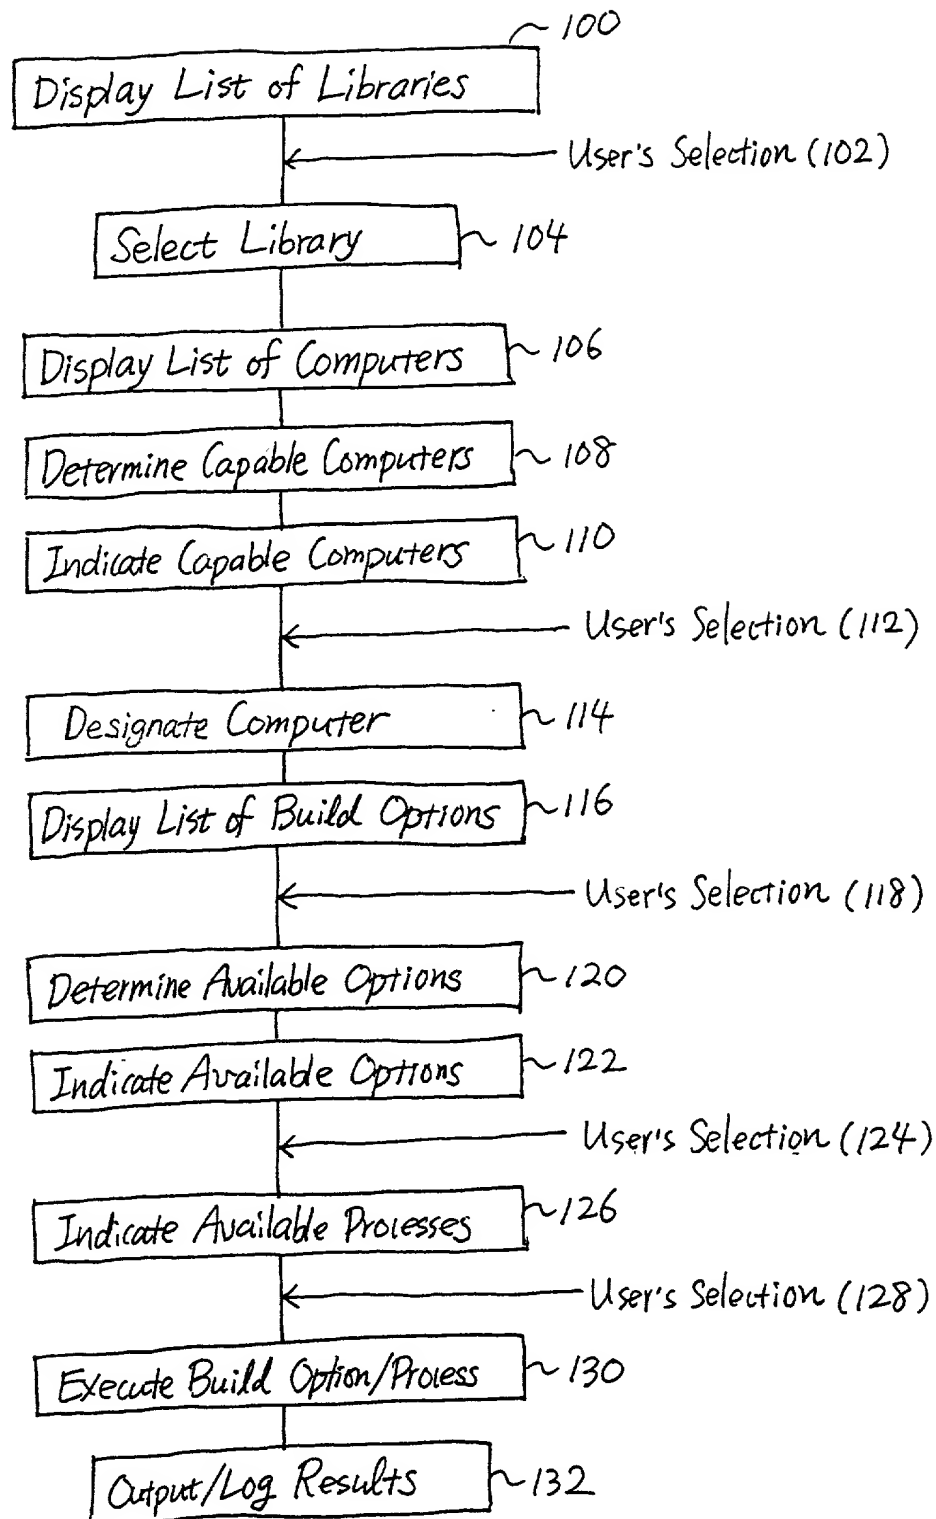 100
Display List of Libraries
User's Selection (102)
Select Library 104
Display List of Computers 106
Determine Capable Computers 108
Indicate Capable Computers 110
User's Selection (112)
Designate Computer 114
Display List of Build Options 116
User's Selection (118)
Determine Available Options 120
Indicate Available Options 122
User's Selection (124)
Indicate Available Processes 126
User's Selection (128)
Execute Build Option/Process 130
Output/Log Results 132